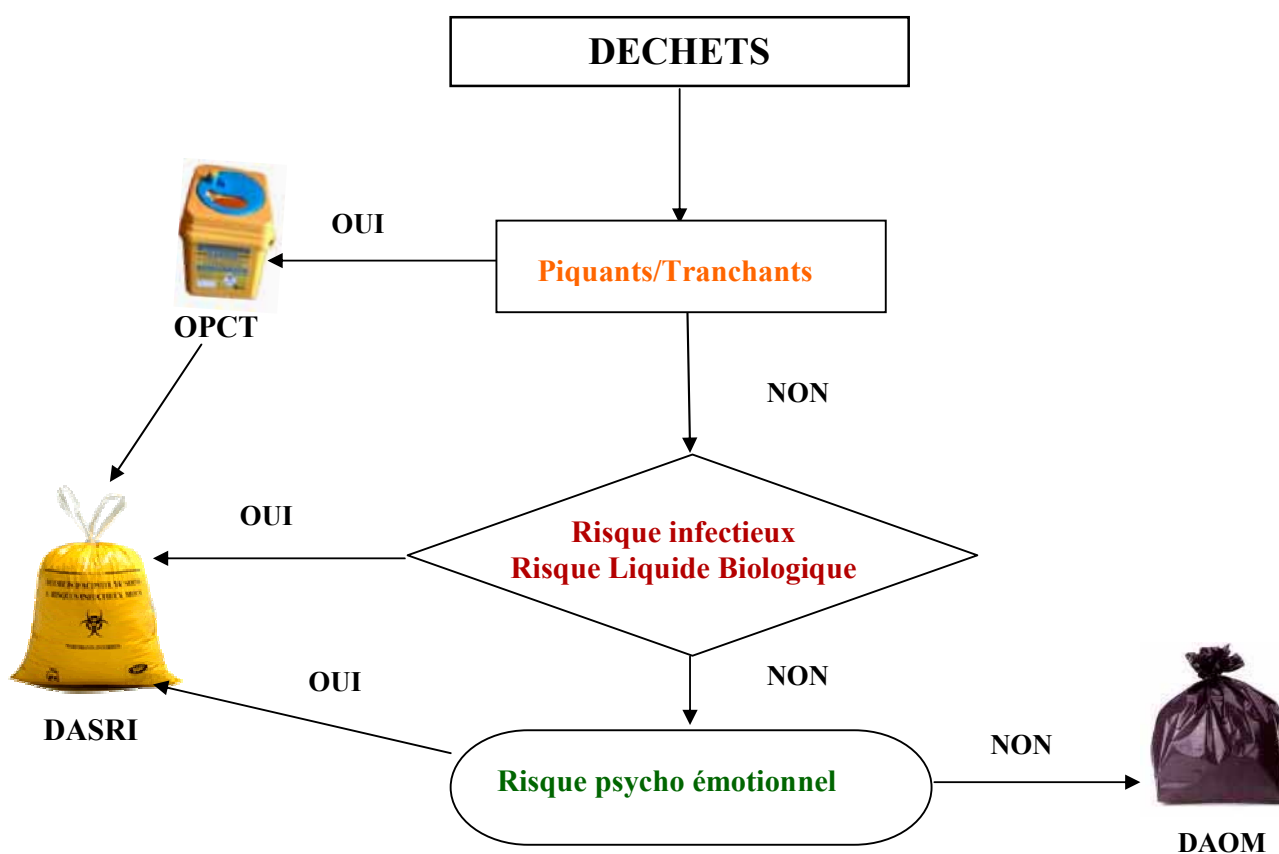 DECHETS
OUI
Piquants/Tranchants
OPCT
NON
OUI
Risque infectieux
Risque Liquide Biologique
OUI
NON
DASRI
Risque psycho émotionnel
NON
DAOM